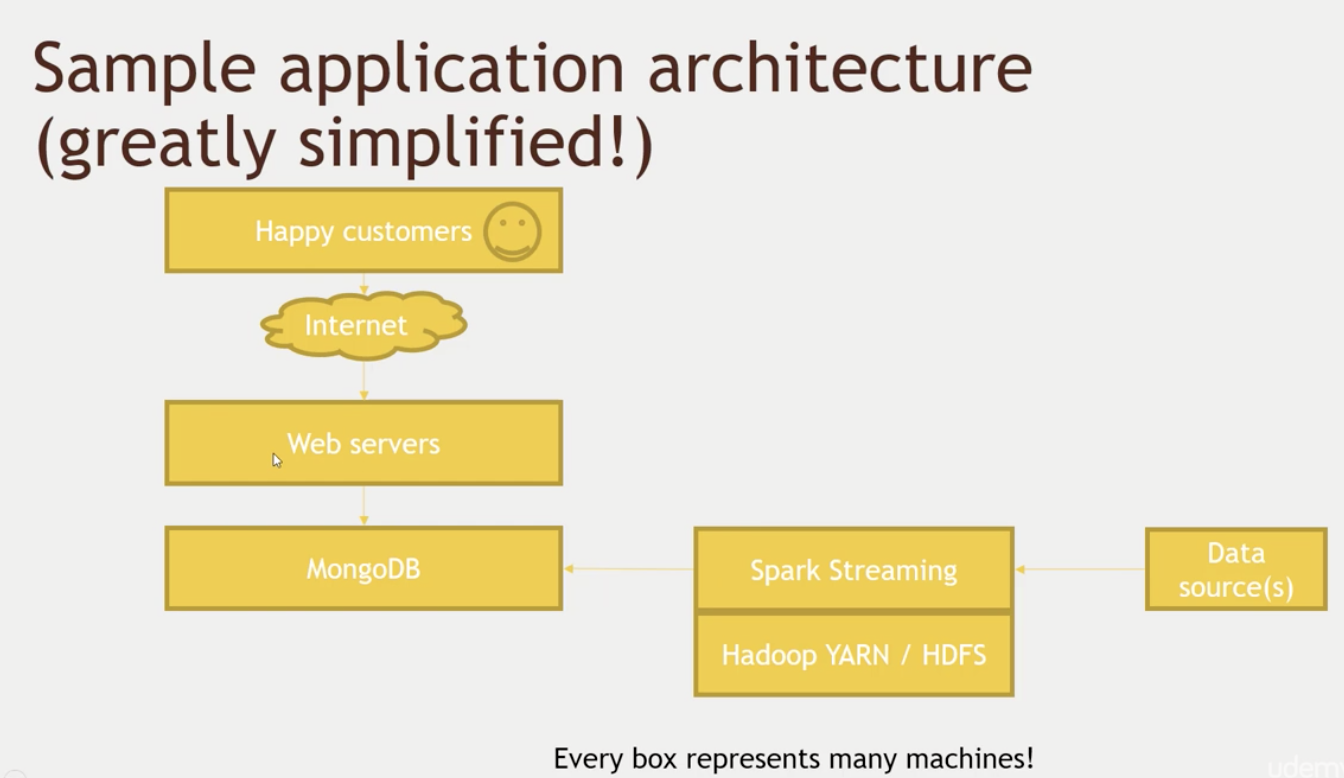 Sample application architecture
(greatly simplified!)
Happy customers
Internet
Web servers
MongoDB
Spark Streaming
Data
source(s)
Hadoop YARN / HDFS
Every box represents many machines!